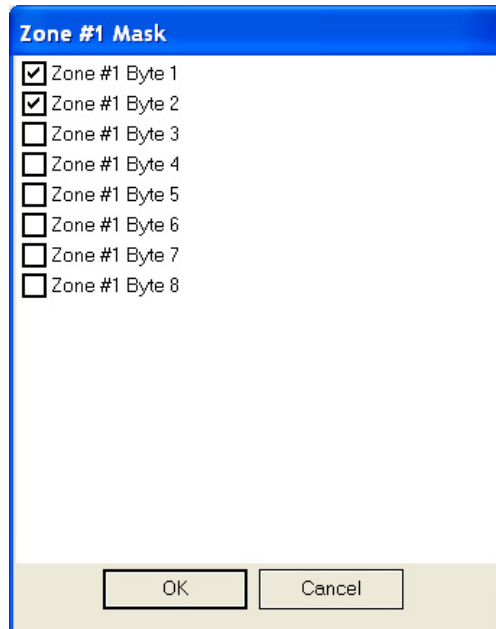 Zone #1 Mask
Zone #1 Byte 1
Zone #1 Byte 2
Zone #1 Byte 3
Zone #1 Byte 4
Zone #1 Byte 5
Zone #1 Byte 6
Zone #1 Byte 7
Zone #1 Byte 8
OK Cancel